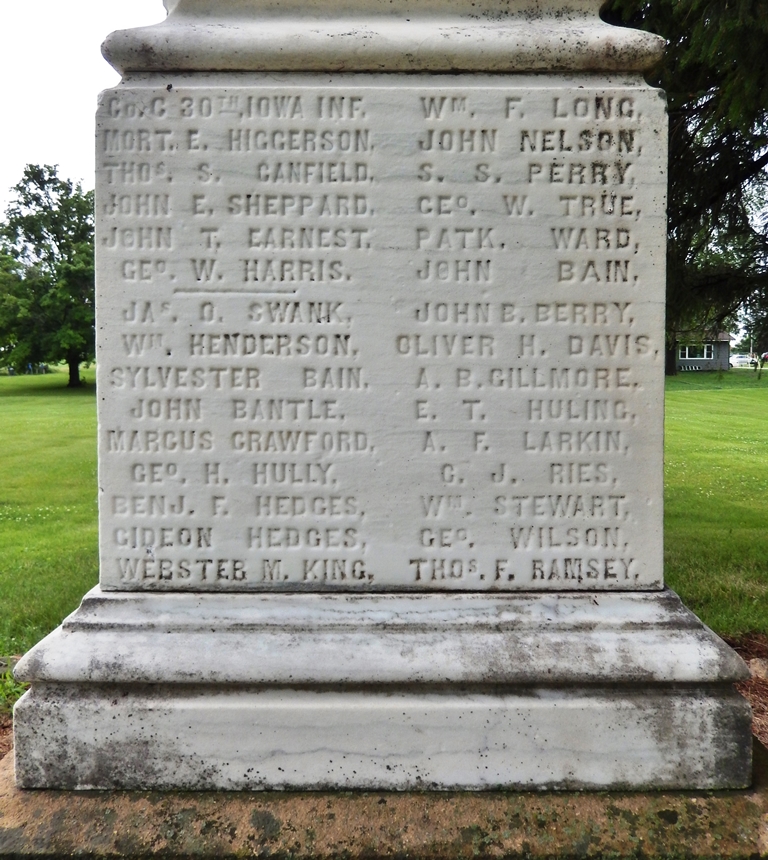 Co. C 30TH, IOWA INF.
MORT. E. HIGGERSON.
THOS. S. CANFIELD.
JOHN E. SHEPPARD.
JOHN T. EARNEST.
GEO. W. HARRIS.
JAS. O. SWANK.
WM. HENDERSON,
SYLVESTER BAIN.
JOHN BANTLE.
MARCUS CRAWFORD,
GEO. H. HULLY.
BENJ. F. HEDGES,
GIDEON HEDGES,
WEBSTER M. KING,
WM. F. LONG,
JOHN NELSON,
S. S. PERRY,
GEO. W. TRUE,
PATK. WARD,
JOHN BAIN,
JOHN B. BERRY,
OLIVER H. DAVIS,
A. B. GILLMORE.
E. T. HULING,
A. F. LARKIN,
C. J. RIES,
WM. STEWART,
GEO. WILSON,
THOS. F. RAMSEY.